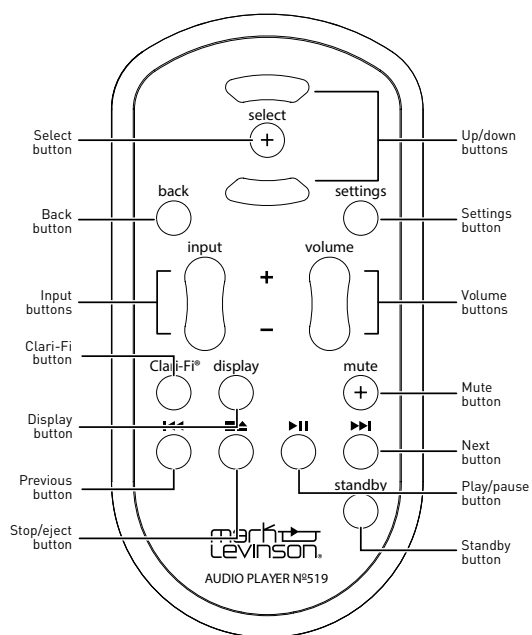 select
Select
button
Up/down
buttons
back
settings
Back
button
Settings
button
input
volume
+
Input
buttons
Volume
buttons
–
Clari-Fi
button
Clari-Fi®
display
mute
+
Mute
button
Display
button
Next
button
Previous
button
Play/pause
button
standby
Stop/eject
button
mark
Levinson®
Standby
button
AUDIO PLAYER Nº519